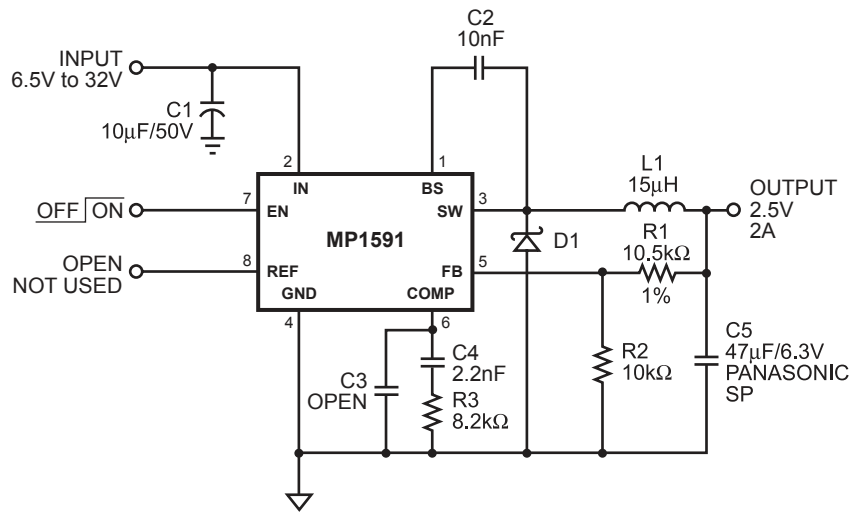 C2
10nF
INPUT
6.5V to 32V
C1
10µF/50V
2
1
IN
BS
L1
15µH
OUTPUT
2.5V
2A
7
3
OFF ON
EN
SW
MP1591
D1
R1
10.5kΩ
1%
OPEN
NOT USED
8
5
REF
FB
GND
COMP
4
6
C5
47µF/6.3V
PANASONIC
SP
R2
10kΩ
C4
2.2nF
C3
OPEN
R3
8.2kΩ